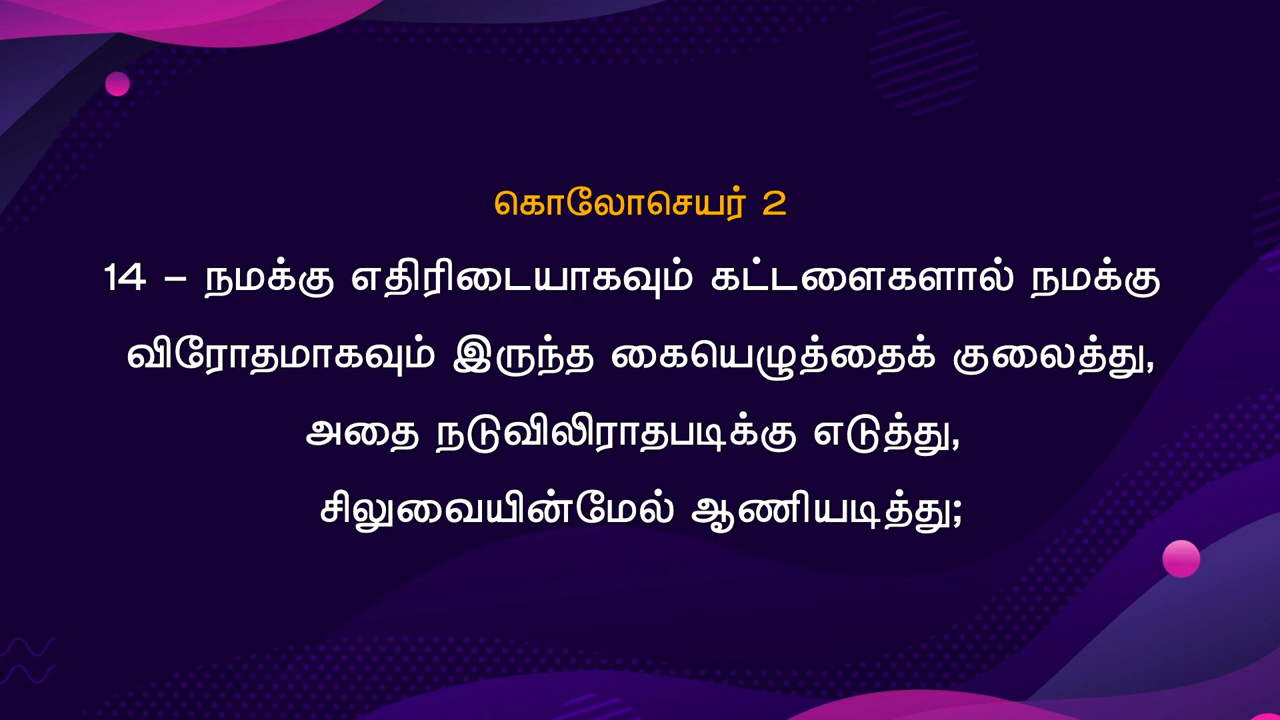 கொலோசெயர் 2
14 – நமக்கு எதிரிடையாகவும் கட்டளைகளால் நமக்கு
விரோதமாகவும் இருந்த கையெழுத்தைக் குலைத்து,
அதை நடுவிலிராதபடிக்கு எடுத்து,
சிலுவையின்மேல் ஆணியடித்து;